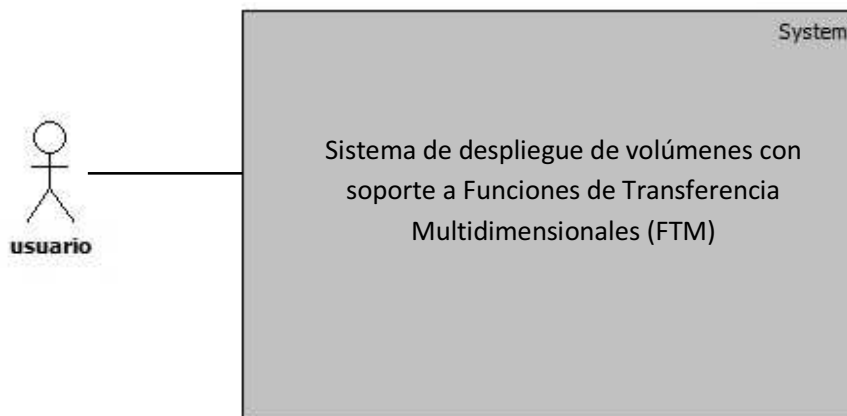 System
Sistema de despliegue de volúmenes con
soporte a Funciones de Transferencia
Multidimensionales (FTM)
usuario